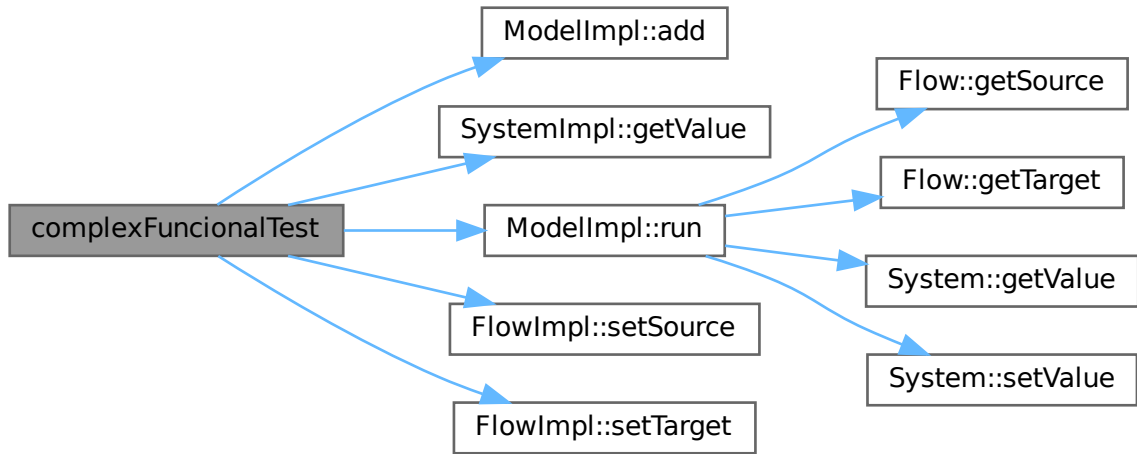 complexFuncionalTest
ModelImpl::add
SystemImpl::getValue
ModelImpl::run
FlowImpl::setSource
FlowImpl::setTarget
Flow::getSource
Flow::getTarget
System::getValue
System::setValue